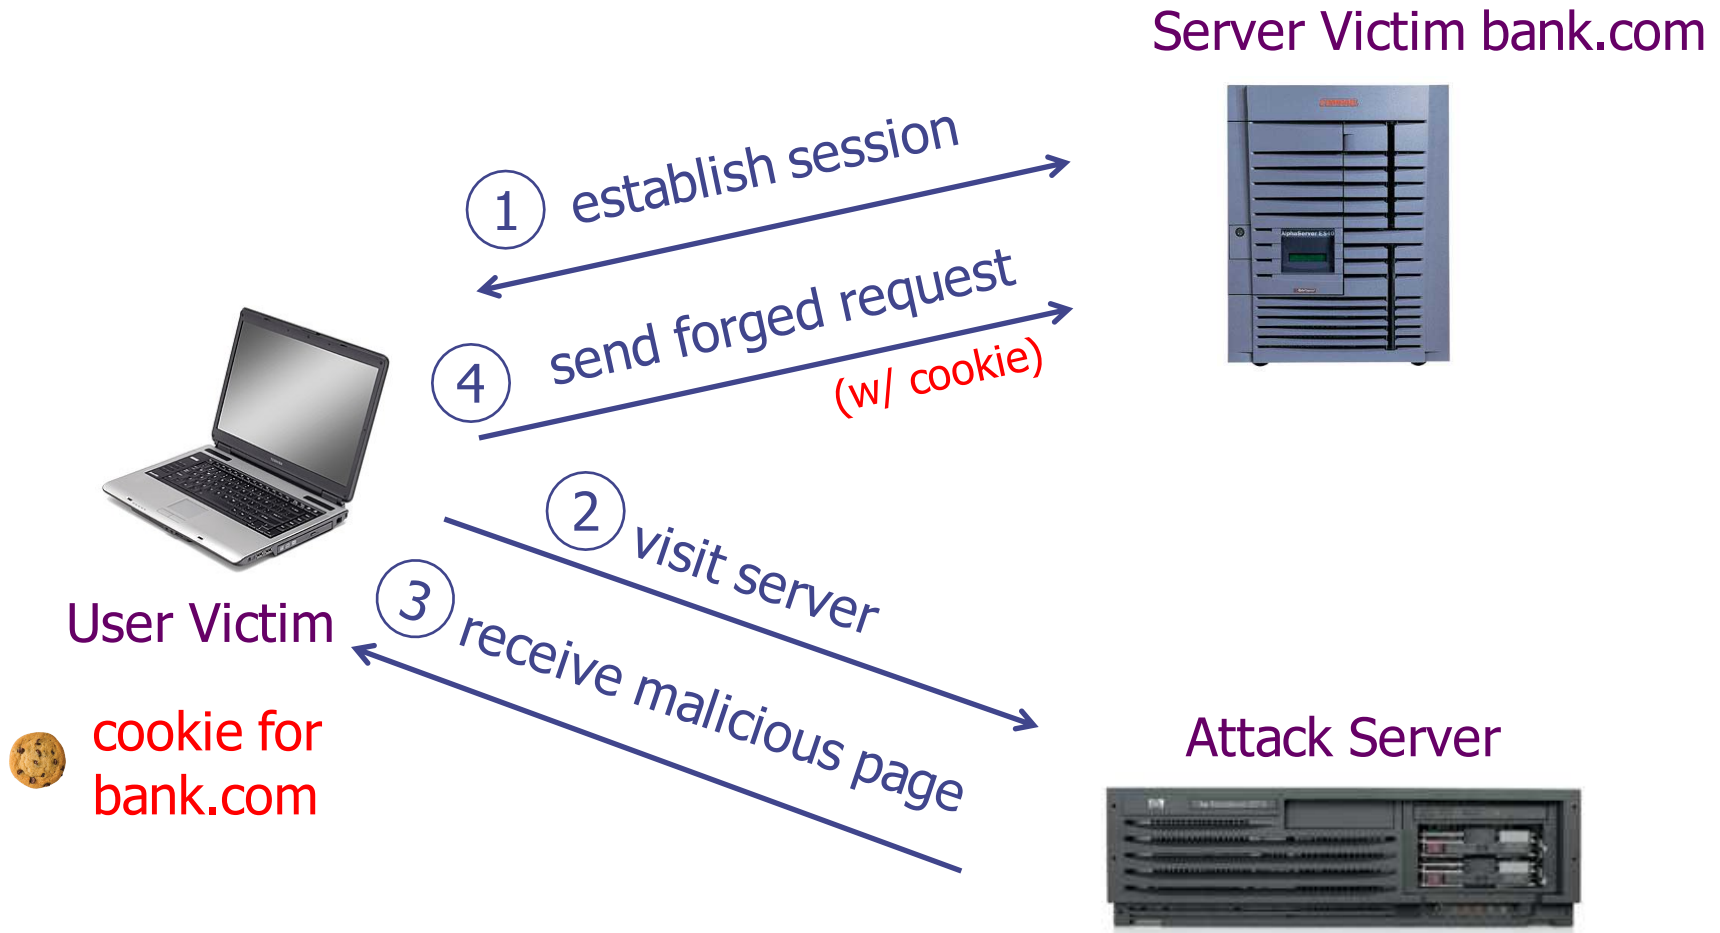 Server Victim bank.com
1 establish session
4 send forged request
(w/ cookie)
2 visit server
3 receive malicious page
User Victim
cookie for
bank.com
Attack Server